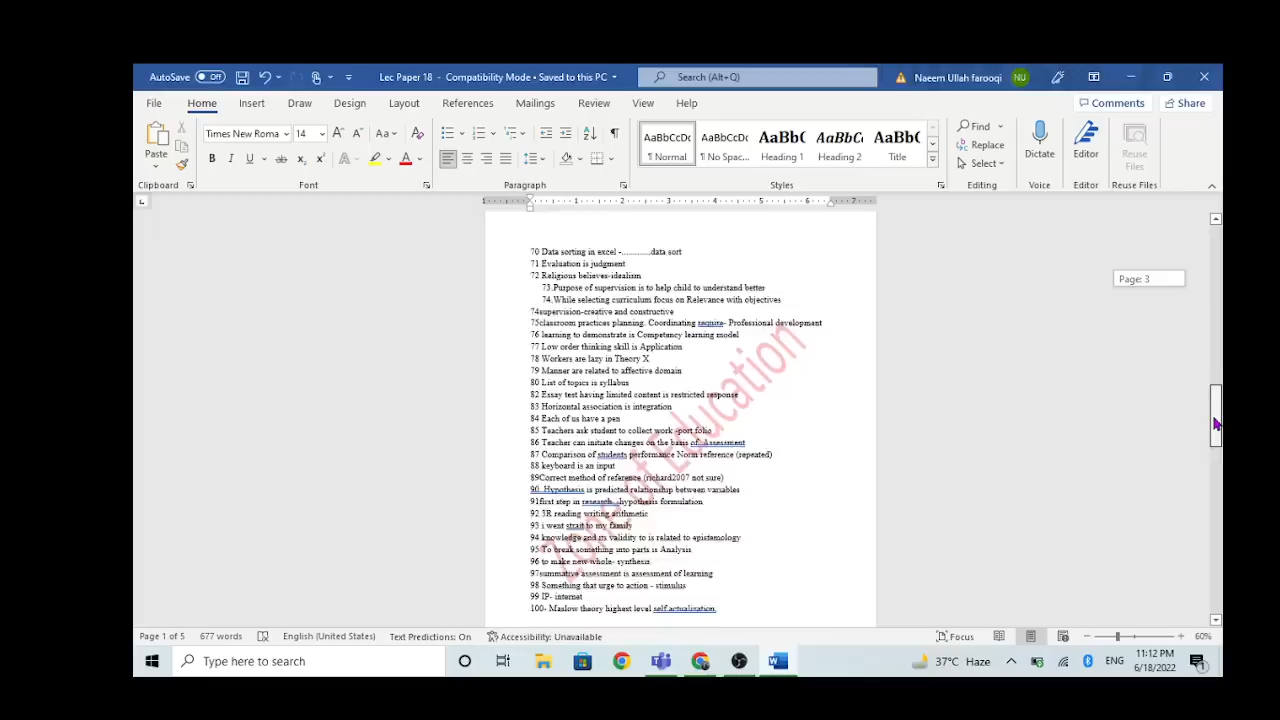 AutoSave Off Lec Paper 18 - Compatibility Mode • Saved to this PC Search (Alt+Q) Naeem Ullah farooqi NU
File Home Insert Draw Design Layout References Mailings Review View Help Comments Share
Paste Times New Roma 14 Aa AaBbCcDc AaBbCcDc AaBbC AaBbCc AaBbC Find Replace Select Dictate Editor Reuse Files
¶ Normal ¶ No Spac... Heading 1 Heading 2 Title
Clipboard Font Paragraph Styles Editing Voice Editor Reuse Files
1 1 2 3 4 5 6 7
70 Data sorting in excel -.............data sort
71 Evaluation is judgment
72 Religious believes-idealism
73.Purpose of supervision is to help child to understand better
74.While selecting curriculum focus on Relevance with objectives
74supervision-creative and constructive
75classroom practices planning. Coordinating require- Professional development
76 learning to demonstrate is Competency learning model
77 Low order thinking skill is Application
78 Workers are lazy in Theory X
79 Manner are related to affective domain
80 List of topics is syllabus
82 Essay test having limited content is restricted response
83 Horizontal association is integration
84 Each of us have a pen
85 Teachers ask student to collect work -port folio
86 Teacher can initiate changes on the basis of..Assessment
87 Comparison of students performance Norm reference (repeated)
88 keyboard is an input
89Correct method of reference (richard2007 not sure)
90. Hypothesis is predicted relationship between variables
91first step in research...hypothesis formulation
92 3R reading writing arithmetic
93 i went strait to my family
94 knowledge and its validity to is related to epistemology
95 To break something into parts is Analysis
96 to make new whole- synthesis
97summative assessment is assessment of learning
98 Something that urge to action - stimulus
99 IP- internet
100- Maslow theory highest level self.actualization.
Zone of Education
Page: 3
Page 1 of 5 677 words English (United States) Text Predictions: On Accessibility: Unavailable Focus 60%
Type here to search 37°C Haze ENG 11:12 PM
6/18/2022